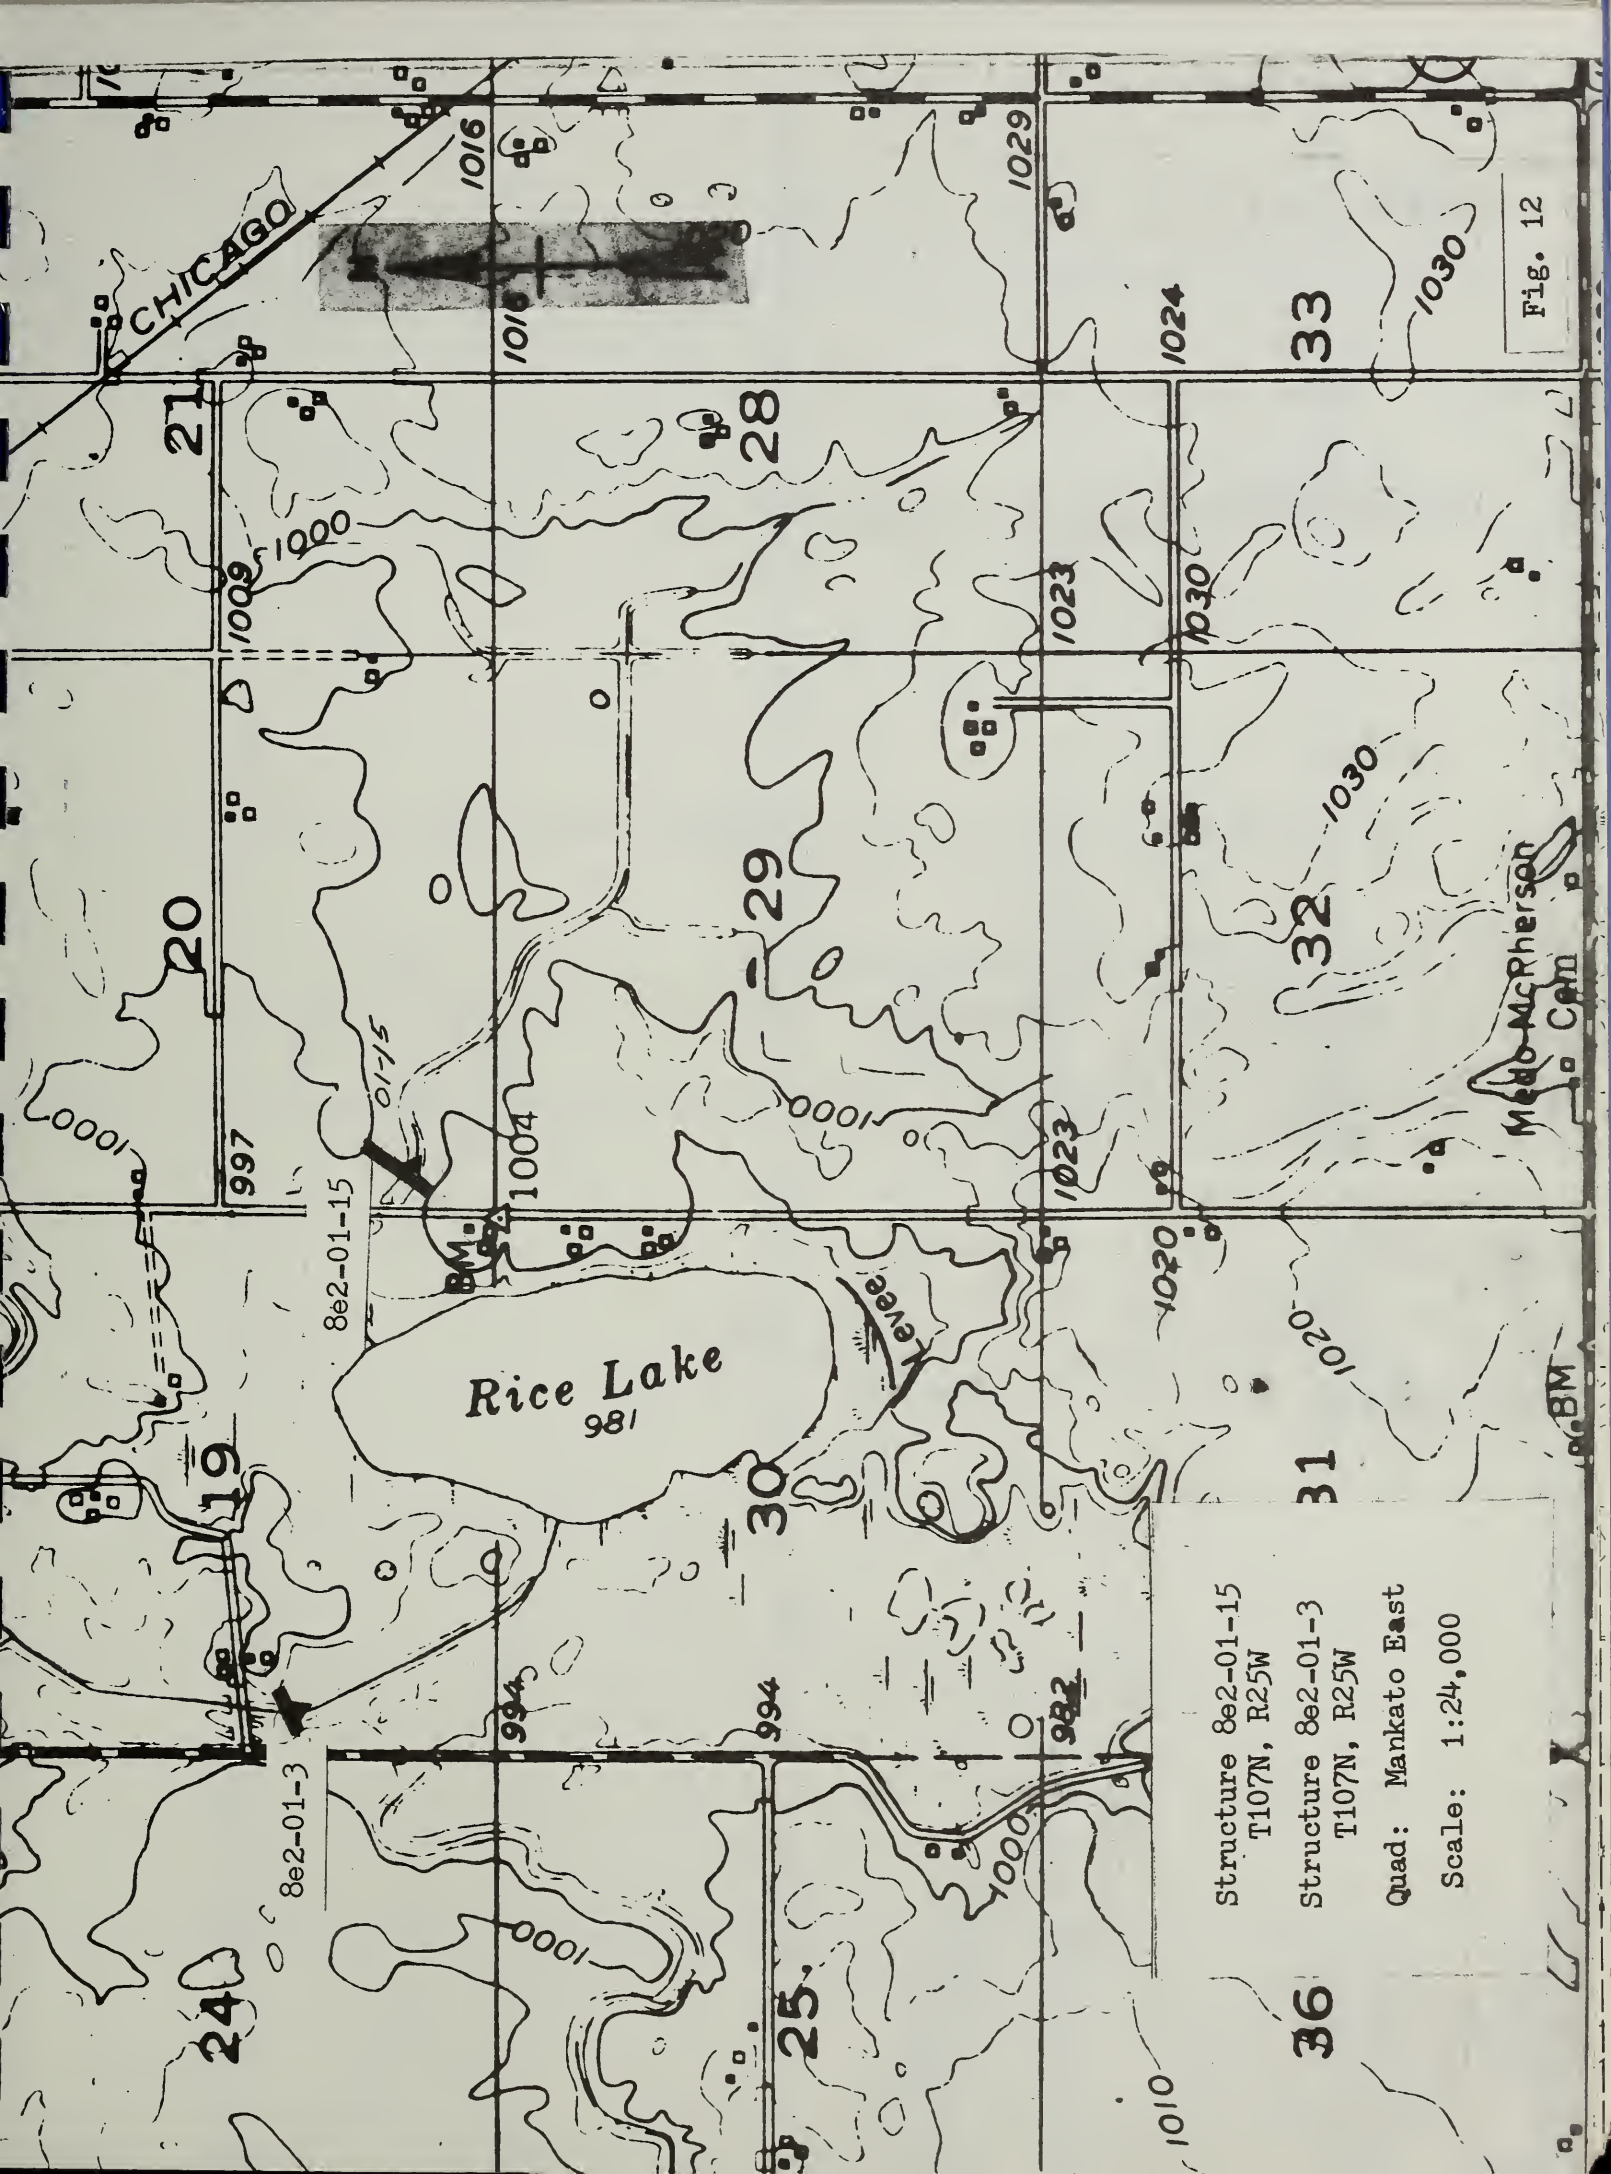 CHICAGO
21
20
19
24
1009
1000
997
1000
1016
1016
N
01-15
8e2-01-15
8e2-01-3
1004
BM
Rice Lake
981
994
1000
28
29
30
25
1000
994
Levee
1029
1023
1023
982
1000
1024
1030
1020
1010
33
32
31
36
1030
1030
1020
Medo-McPherson
Cem
BM
Structure 8e2-01-15
T107N, R25W
Structure 8e2-01-3
T107N, R25W
Quad: Mankato East
Scale: 1:24,000
Fig. 12